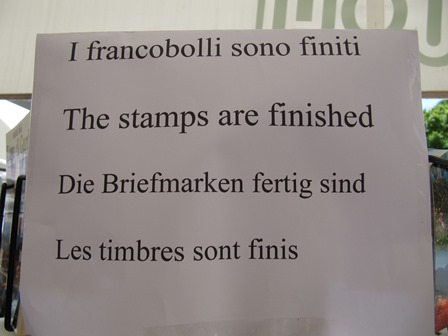 I francobolli sono finiti
The stamps are finished
Die Briefmarken fertig sind
Les timbres sont finis